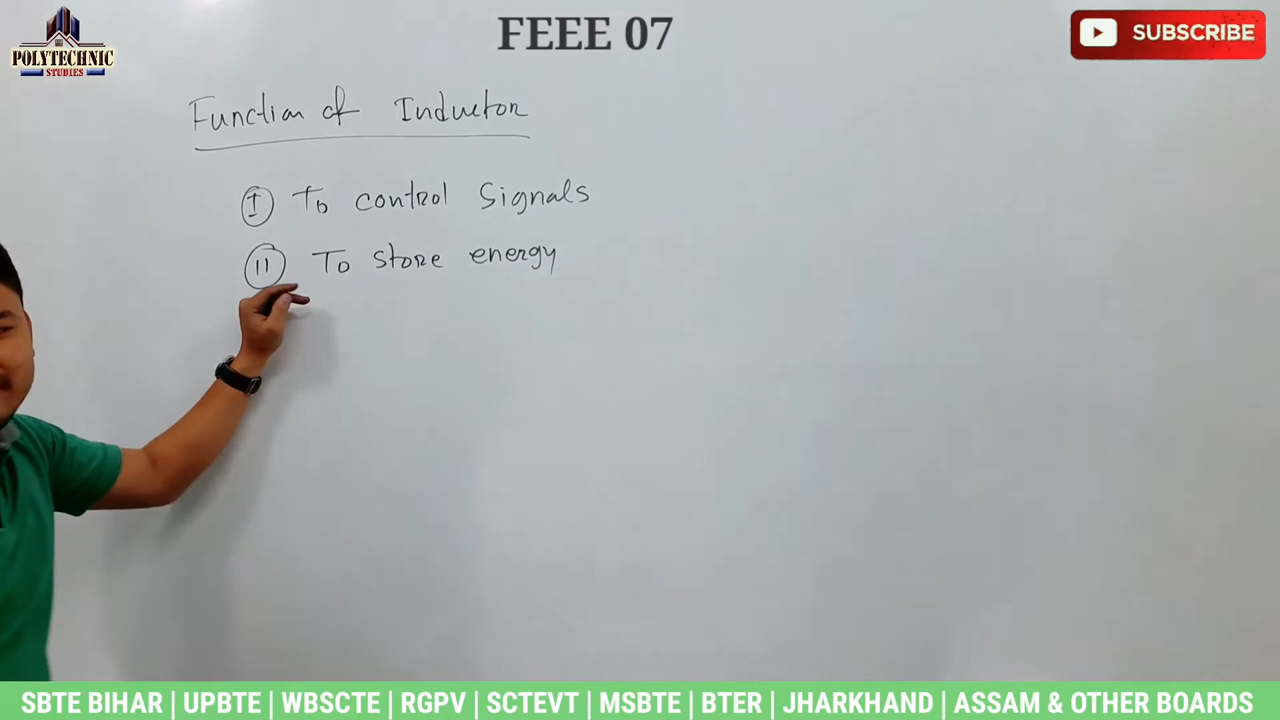 FEEE 07
SUBSCRIBE
POLYTECHNIC
STUDIES
Function of Inductor
I To control Signals
II To store energy
SBTE BIHAR | UPBTE | WBSCTE | RGPV | SCTEVT | MSBTE | BTER | JHARKHAND | ASSAM & OTHER BOARDS